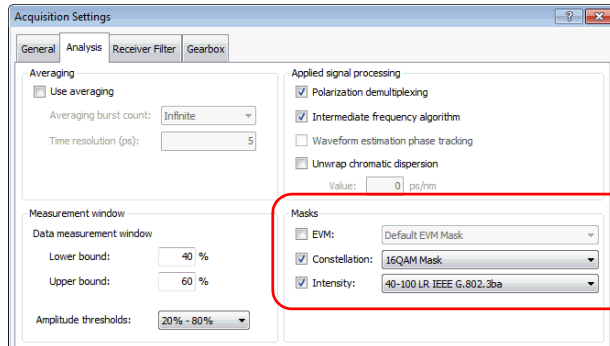 Acquisition Settings
General Analysis Receiver Filter Gearbox
Averaging
Use averaging
Averaging burst count: Infinite
Time resolution (ps): 5
Applied signal processing
Polarization demultiplexing
Intermediate frequency algorithm
Waveform estimation phase tracking
Unwrap chromatic dispersion
Value: 0 ps/nm
Measurement window
Data measurement window
Lower bound: 40 %
Upper bound: 60 %
Amplitude thresholds: 20% - 80%
Masks
EVM: Default EVM Mask
Constellation: 16QAM Mask
Intensity: 40-100 LR IEEE G.802.3ba